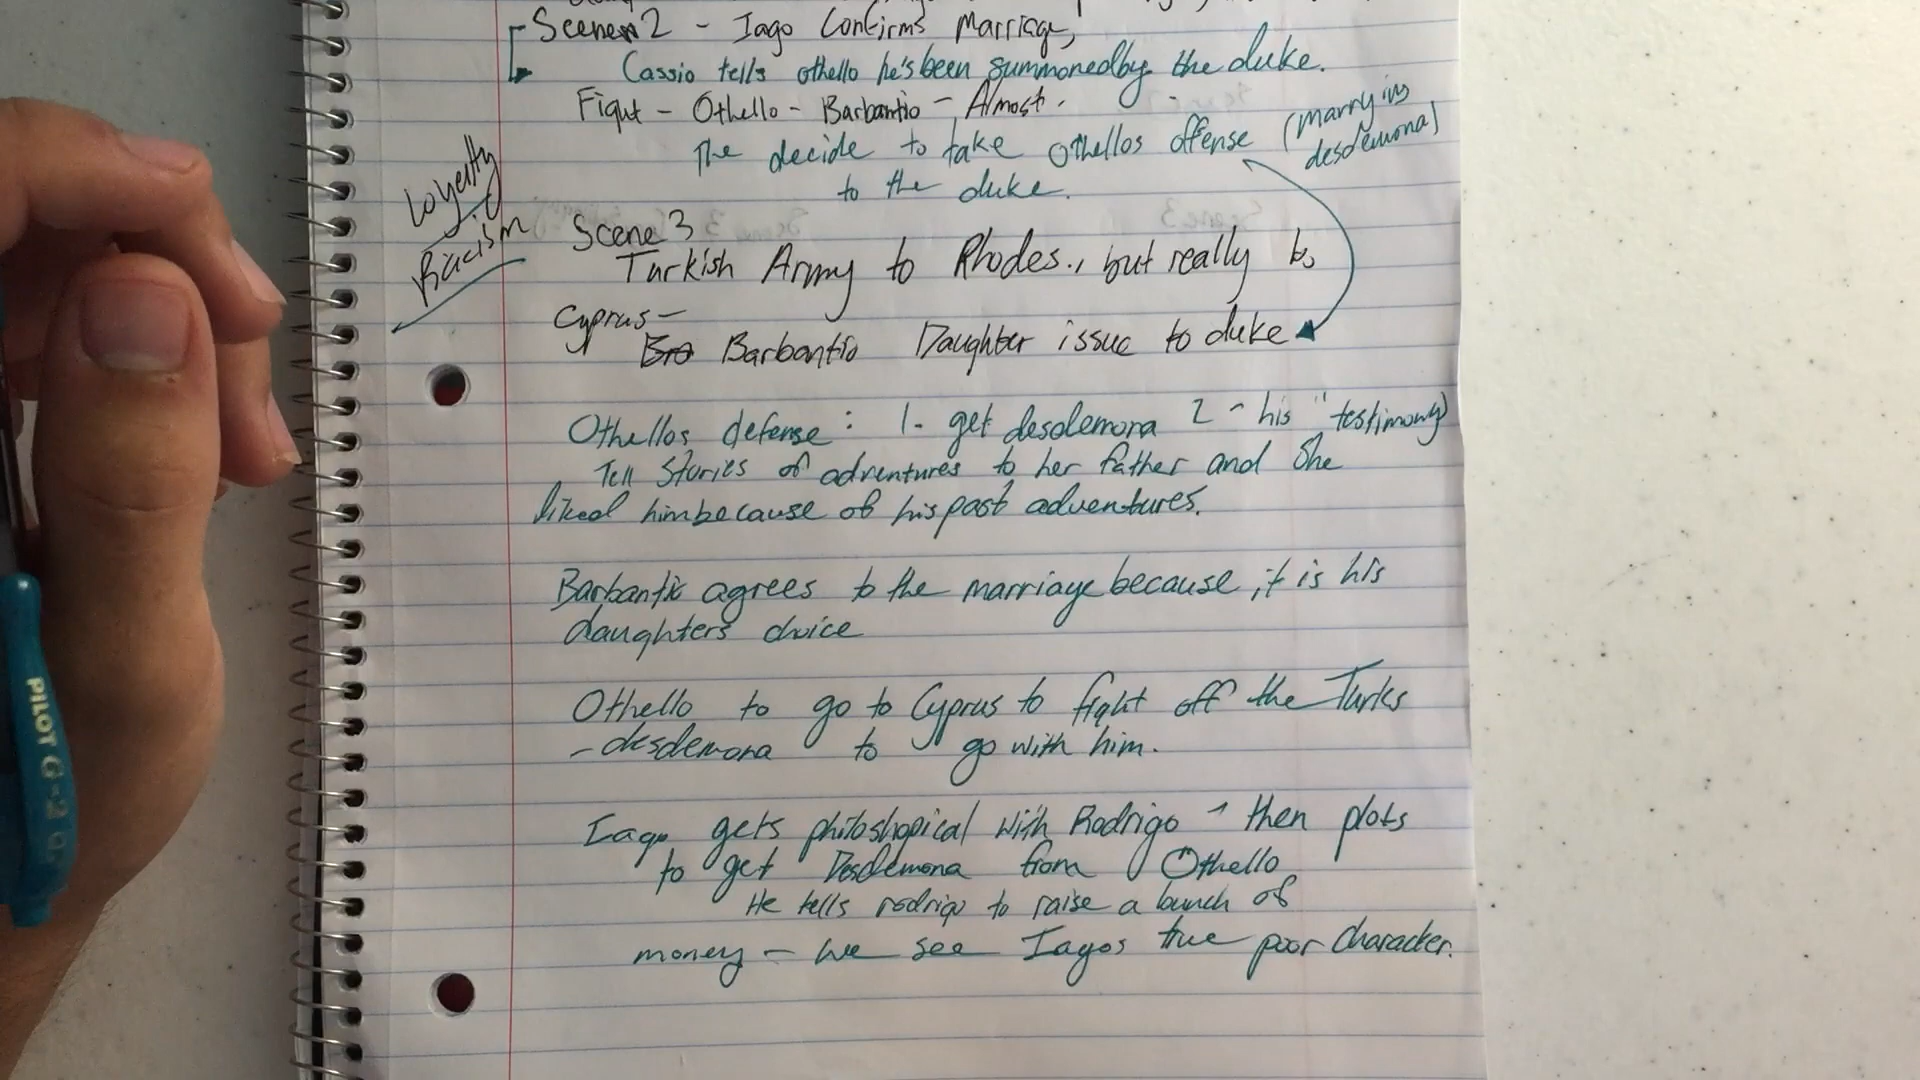 Scene 2 - Iago Confirms Marriage,
Cassio tells othello he's been summoned by the duke.
Fight - Othello - Barbantio - Almost.
The decide to take Othellos offense (marrying
desdemona)
to the duke.
Loyalty
Racism
Scene 3
Turkish Army to Rhodes., but really to
Cyprus -
Bra Barbantio Daughter issue to duke
Othellos defense: 1. get desdemona 2 - his "testimony)
Tell Stories of adventures to her father and She
liked him because of his past adventures.
Barbantio agrees to the marriage because it is his
daughters choice
Othello to go to Cyprus to fight off the Turks
- desdemona to go with him.
Iago gets philoshopical with Rodrigo - then plots
to get Desdemona from Othello
He tells rodrigo to raise a bunch of
money - we see Iagos true poor Character.
PILOT G-2 0.